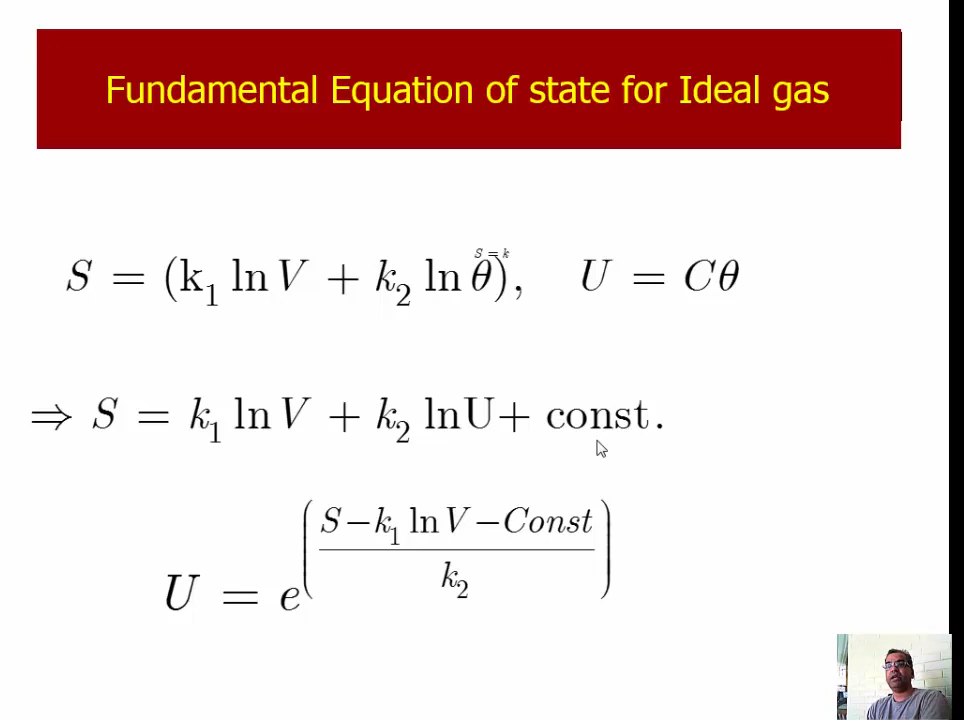 Fundamental Equation of state for Ideal gas
S = k
S = (k₁ ln V + k₂ ln θ), U = Cθ
⇒ S = k₁ ln V + k₂ lnU+ const.
U = e^((S−k₁ ln V −Const)/k₂)